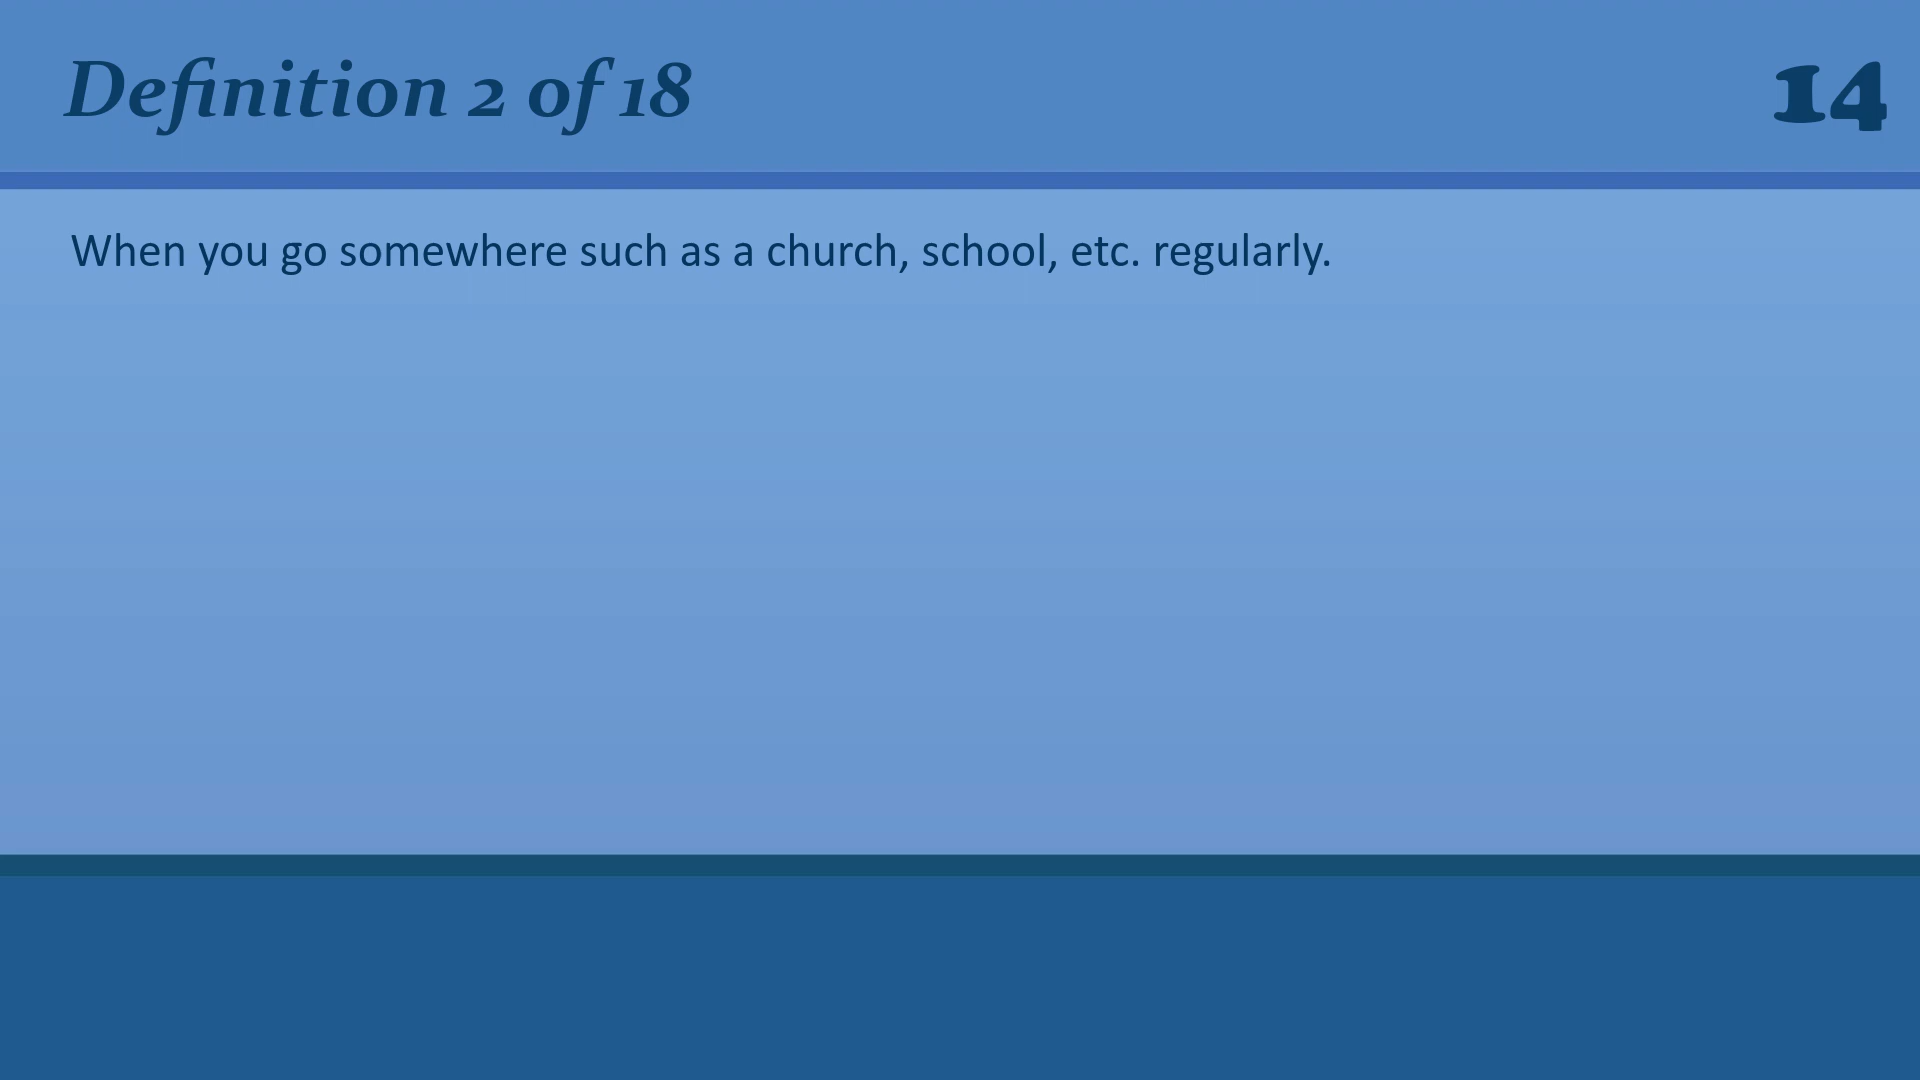 Definition 2 of 18
14
When you go somewhere such as a church, school, etc. regularly.